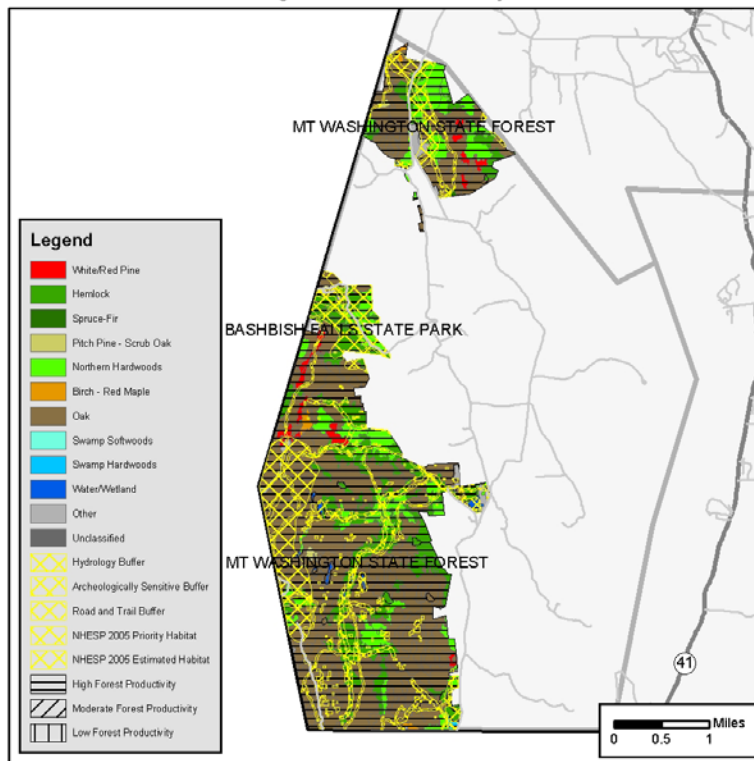 MT WASHINGTON STATE FOREST
BASHBISH FALLS STATE PARK
MT WASHINGTON STATE FOREST
Legend
White/Red Pine
Hemlock
Spruce-Fir
Pitch Pine - Scrub Oak
Northern Hardwoods
Birch - Red Maple
Oak
Swamp Softwoods
Swamp Hardwoods
Water/Wetland
Other
Unclassified
Hydrology Buffer
Archeologically Sensitive Buffer
Road and Trail Buffer
NHESP 2005 Priority Habitat
NHESP 2005 Estimated Habitat
High Forest Productivity
Moderate Forest Productivity
Low Forest Productivity
41
Miles
0 0.5 1